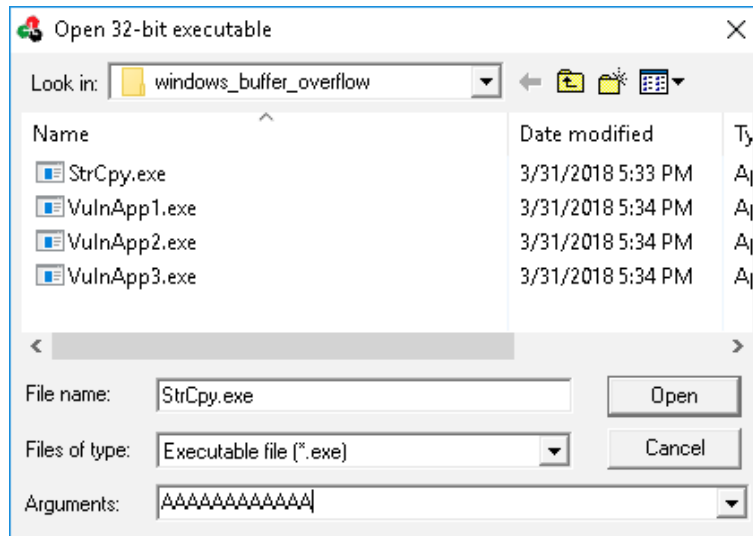 Open 32-bit executable
Look in: windows_buffer_overflow
Name Date modified Ty
StrCpy.exe 3/31/2018 5:33 PM A
VulnApp1.exe 3/31/2018 5:34 PM A
VulnApp2.exe 3/31/2018 5:34 PM A
VulnApp3.exe 3/31/2018 5:34 PM A
File name: StrCpy.exe Open
Files of type: Executable file (*.exe) Cancel
Arguments: AAAAAAAAAAAA